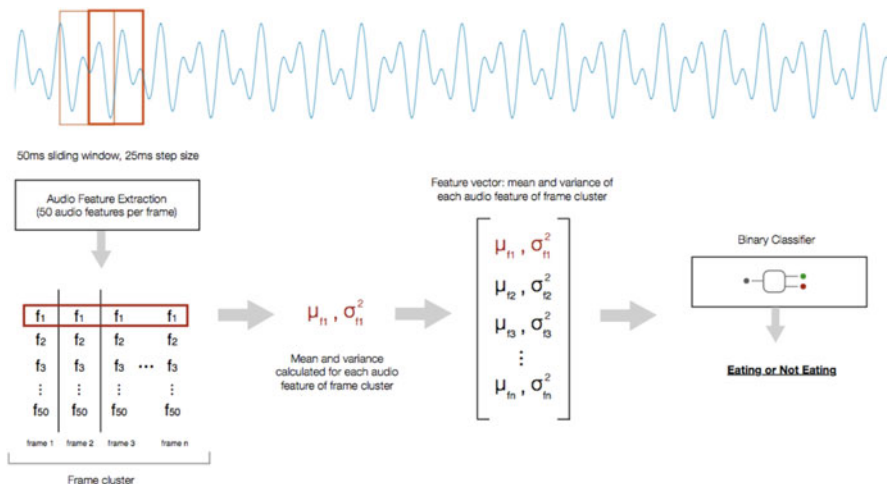 50ms sliding window, 25ms step size
Audio Feature Extraction
(50 audio features per frame)
f1 f1 f1 f1
f2 f2 f2 f2
f3 f3 f3 ··· f3
⋮ ⋮ ⋮ ⋮
f50 f50 f50 f50
frame 1 frame 2 frame 3 frame n
Frame cluster
μf1 , σ²f1
Mean and variance
calculated for each audio
feature of frame cluster
Feature vector: mean and variance of
each audio feature of frame cluster
μf1 , σ²f1
μf2 , σ²f2
μf3 , σ²f3
⋮
μfn , σ²fn
Binary Classifier
Eating or Not Eating